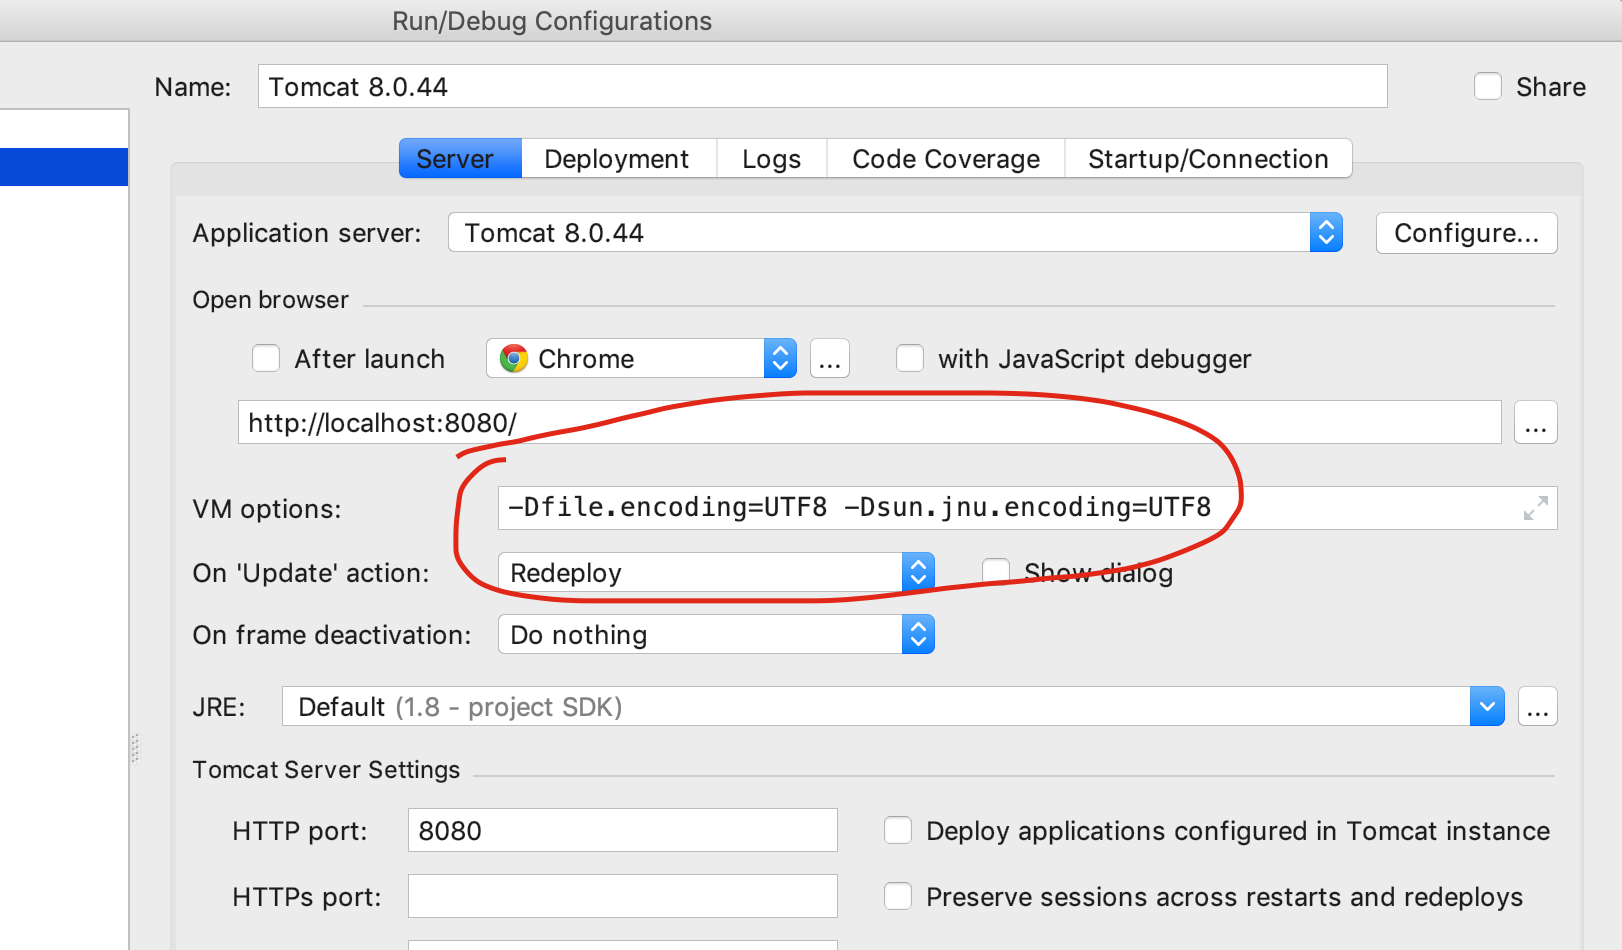 Run/Debug Configurations
Name: Tomcat 8.0.44 Share
Server Deployment Logs Code Coverage Startup/Connection
Application server: Tomcat 8.0.44 Configure...
Open browser
After launch Chrome ... with JavaScript debugger
http://localhost:8080/ ...
VM options: -Dfile.encoding=UTF8 -Dsun.jnu.encoding=UTF8
On 'Update' action: Redeploy Show dialog
On frame deactivation: Do nothing
JRE: Default (1.8 - project SDK) ...
Tomcat Server Settings
HTTP port: 8080 Deploy applications configured in Tomcat instance
HTTPs port: Preserve sessions across restarts and redeploys